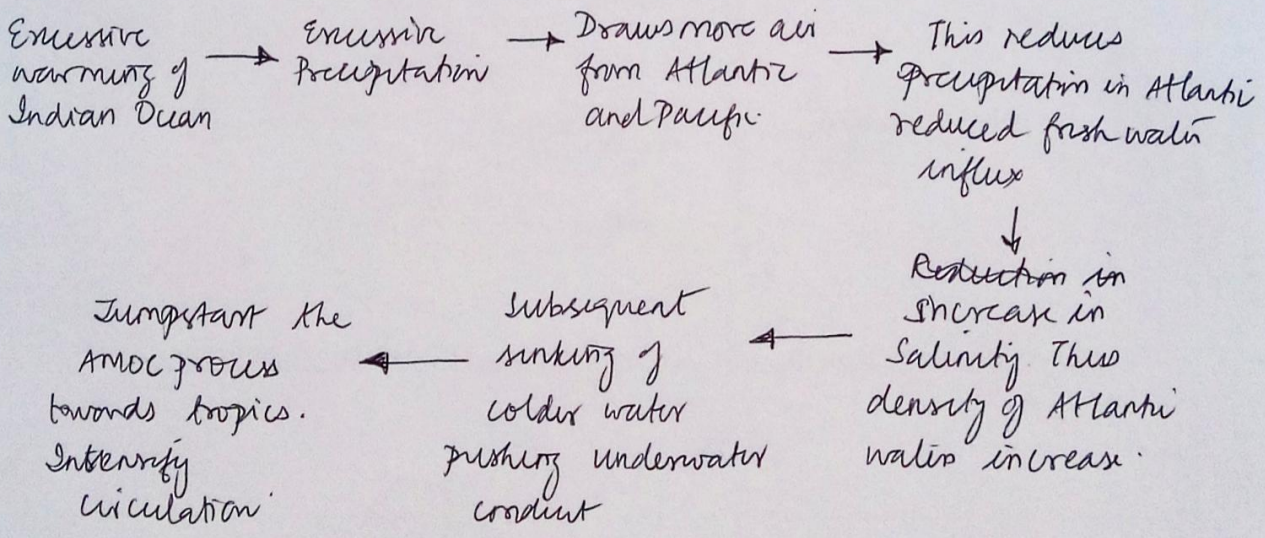 Excessive
warming of
Indian Ocean
Excessive
Precipitation
Draws more air
from Atlantic
and Pacific.
This reduces
precipitation in Atlantic
reduced fresh water
influx
Reduction in
Increase in
Salinity. Thus
density of Atlantic
waters increase.
Subsequent
sinking of
colder water
pushing underwater
conduit
Jumpstart the
AMOC process
towards tropics.
Intensify
circulation